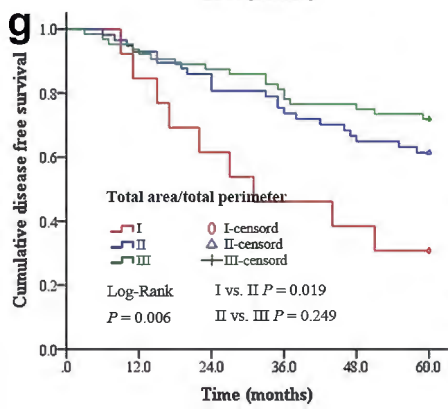 g
Cumulative disease free survival
1.0
0.8
0.6
0.4
0.2
0.0
Total area/total perimeter
I I-censord
II II-censord
III III-censord
Log-Rank I vs. II P = 0.019
P = 0.006 II vs. III P = 0.249
.0 12.0 24.0 36.0 48.0 60.0
Time (months)